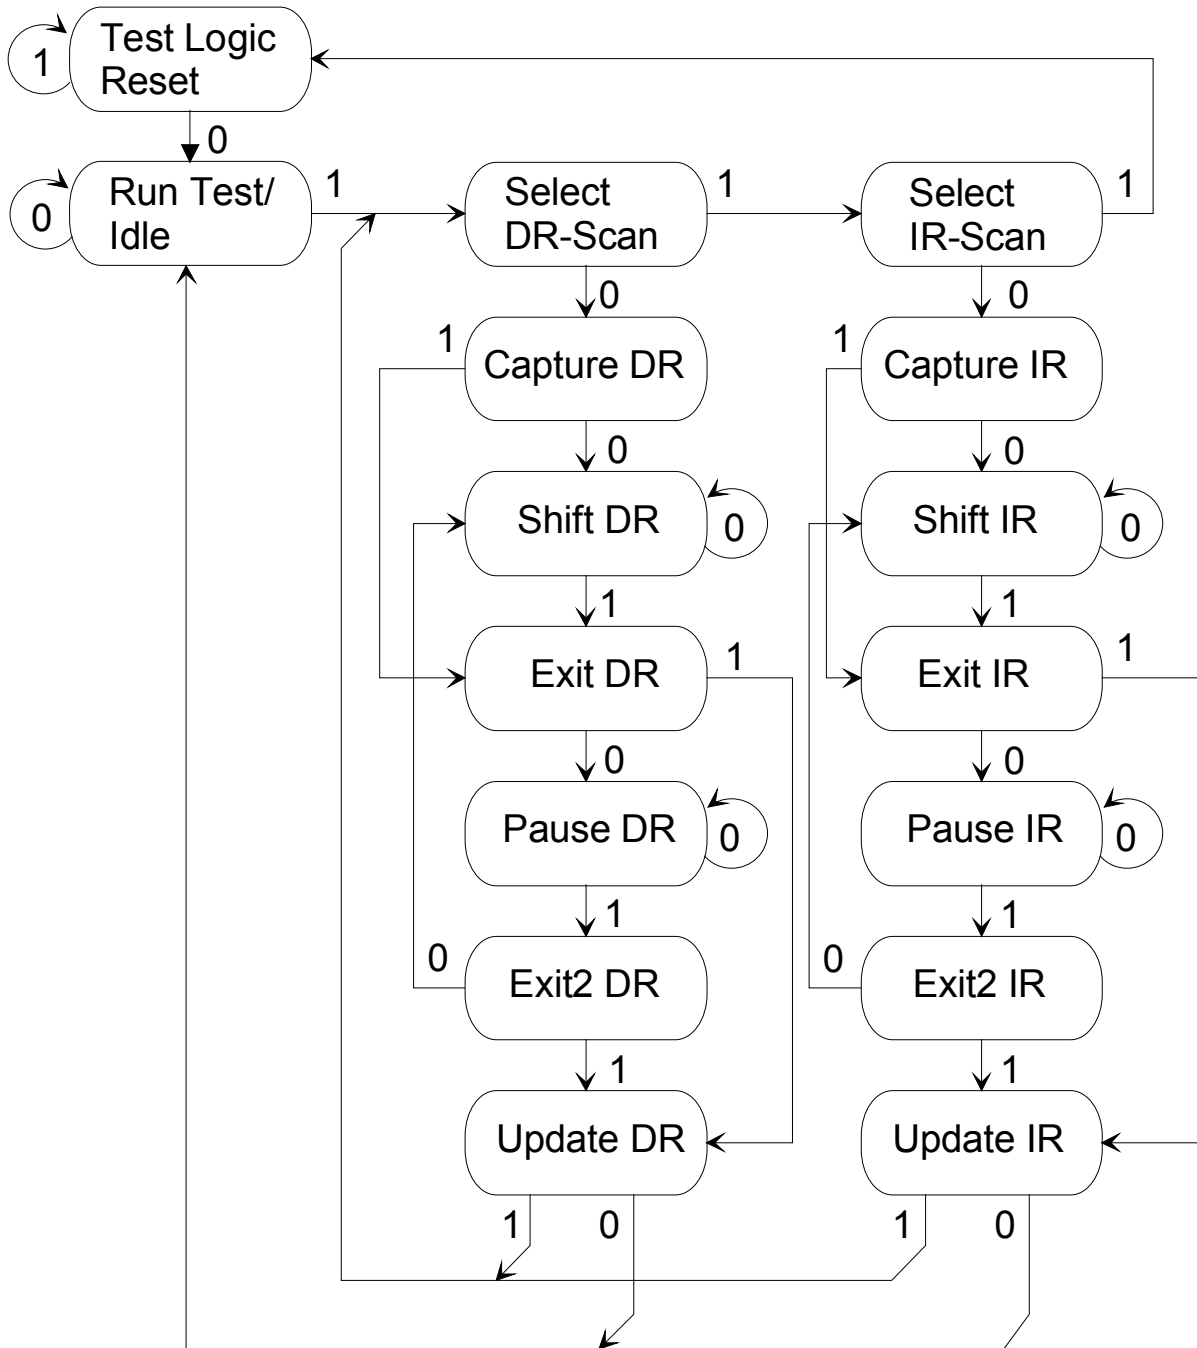 Test Logic
Reset
1
0
Run Test/
Idle
0
1
Select
DR-Scan
1
Select
IR-Scan
1
0
0
1
Capture DR
1
Capture IR
0
0
Shift DR
0
Shift IR
0
1
1
Exit DR
1
Exit IR
1
0
0
Pause DR
0
Pause IR
0
1
1
0
Exit2 DR
0
Exit2 IR
1
1
Update DR
Update IR
1
0
1
0